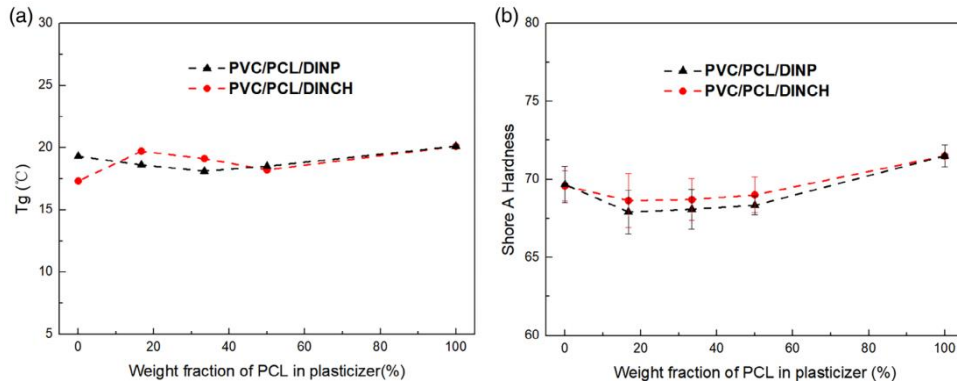 (a)
30
25
20
15
10
5
Tg (℃)
PVC/PCL/DINP
PVC/PCL/DINCH
0 20 40 60 80 100
Weight fraction of PCL in plasticizer(%)
(b)
80
75
70
65
60
Shore A Hardness
PVC/PCL/DINP
PVC/PCL/DINCH
0 20 40 60 80 100
Weight fraction of PCL in plasticizer (%)